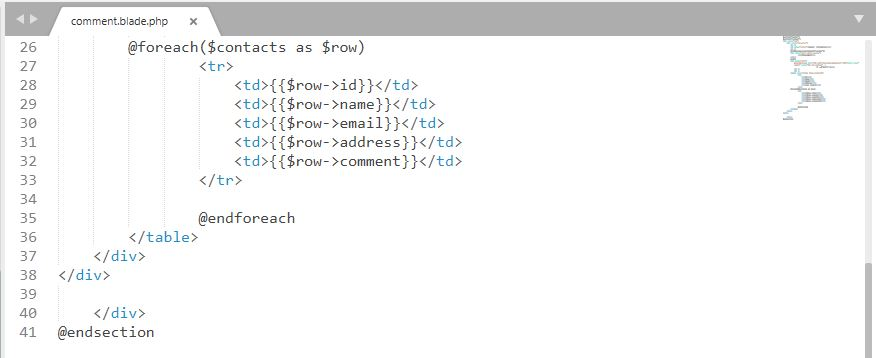 comment.blade.php ×
26 @foreach($contacts as $row)
27 <tr>
28 <td>{{$row->id}}</td>
29 <td>{{$row->name}}</td>
30 <td>{{$row->email}}</td>
31 <td>{{$row->address}}</td>
32 <td>{{$row->comment}}</td>
33 </tr>
34
35 @endforeach
36 </table>
37 </div>
38 </div>
39
40 </div>
41 @endsection